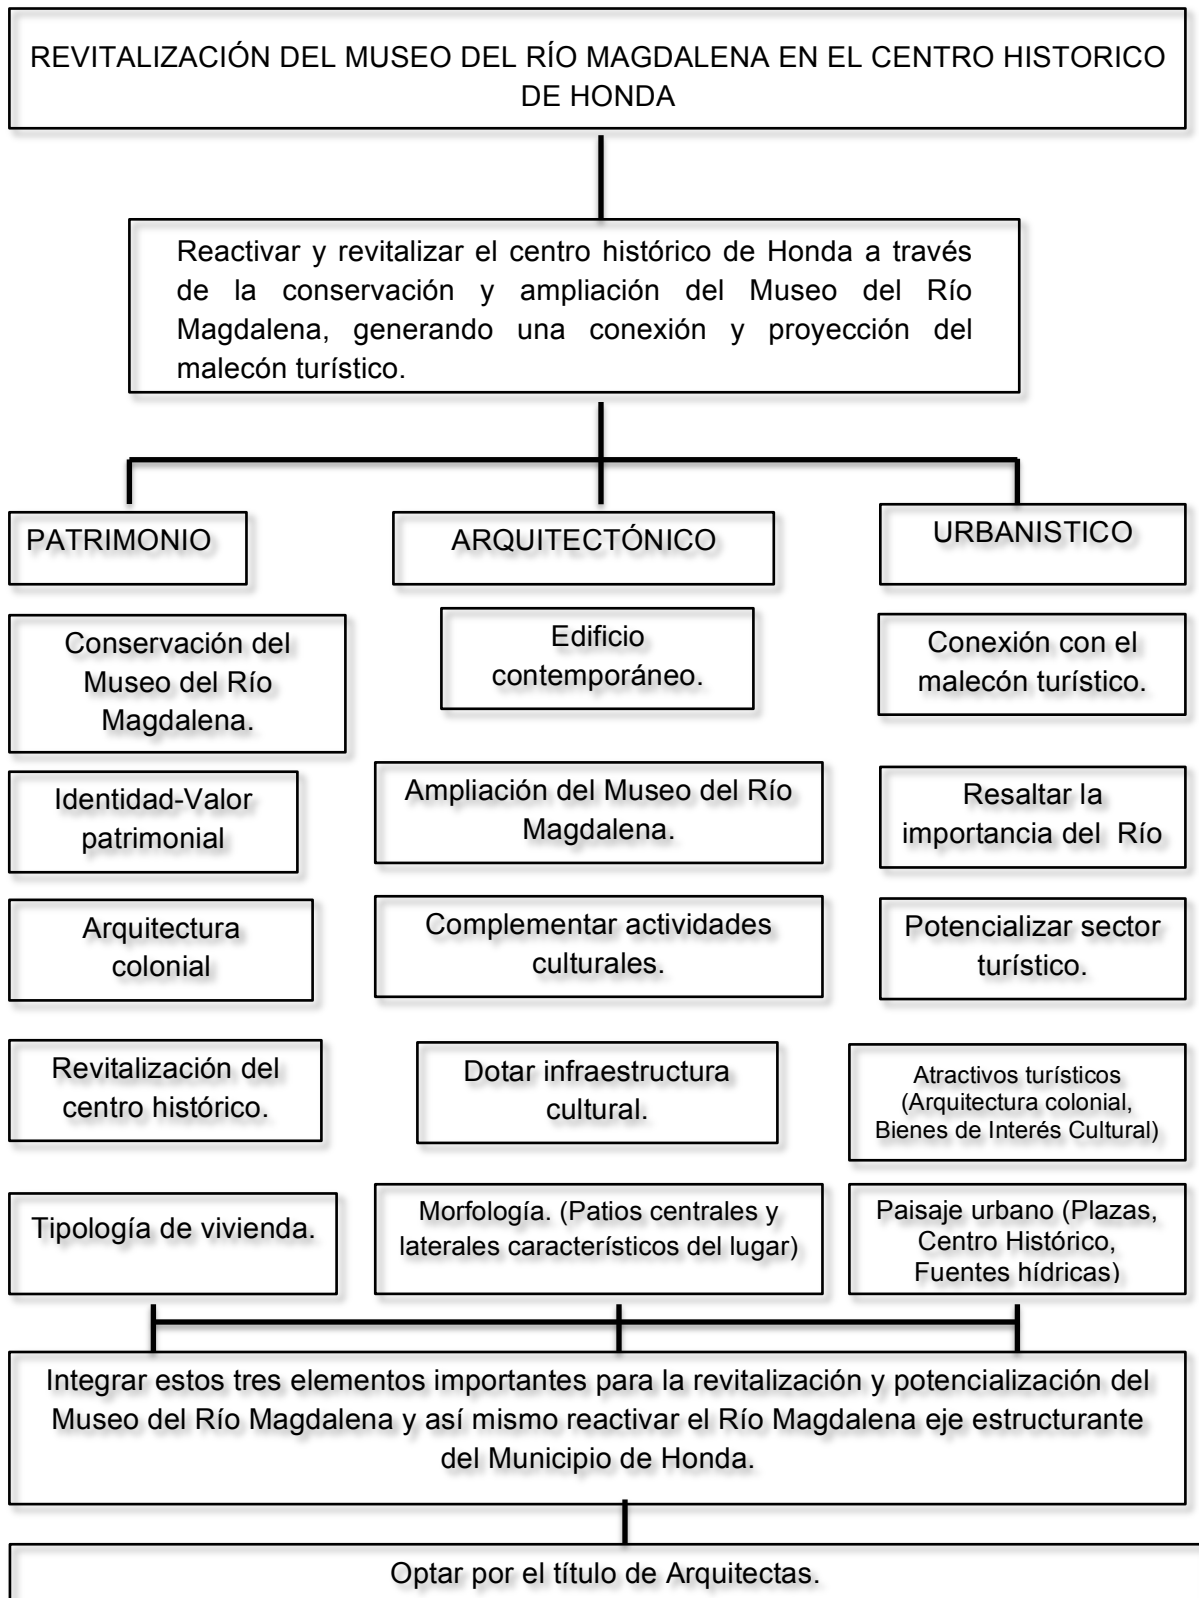 REVITALIZACIÓN DEL MUSEO DEL RÍO MAGDALENA EN EL CENTRO HISTORICO
DE HONDA
Reactivar y revitalizar el centro histórico de Honda a través
de la conservación y ampliación del Museo del Río
Magdalena, generando una conexión y proyección del
malecón turístico.
PATRIMONIO
Conservación del
Museo del Río
Magdalena.
Identidad-Valor
patrimonial
Arquitectura
colonial
Revitalización del
centro histórico.
Tipología de vivienda.
ARQUITECTÓNICO
Edificio
contemporáneo.
Ampliación del Museo del Río
Magdalena.
Complementar actividades
culturales.
Dotar infraestructura
cultural.
Morfología. (Patios centrales y
laterales característicos del lugar)
URBANISTICO
Conexión con el
malecón turístico.
Resaltar la
importancia del Río
Potencializar sector
turístico.
Atractivos turísticos
(Arquitectura colonial,
Bienes de Interés Cultural)
Paisaje urbano (Plazas,
Centro Histórico,
Fuentes hídricas)
Integrar estos tres elementos importantes para la revitalización y potencialización del
Museo del Río Magdalena y así mismo reactivar el Río Magdalena eje estructurante
del Municipio de Honda.
Optar por el título de Arquitectas.